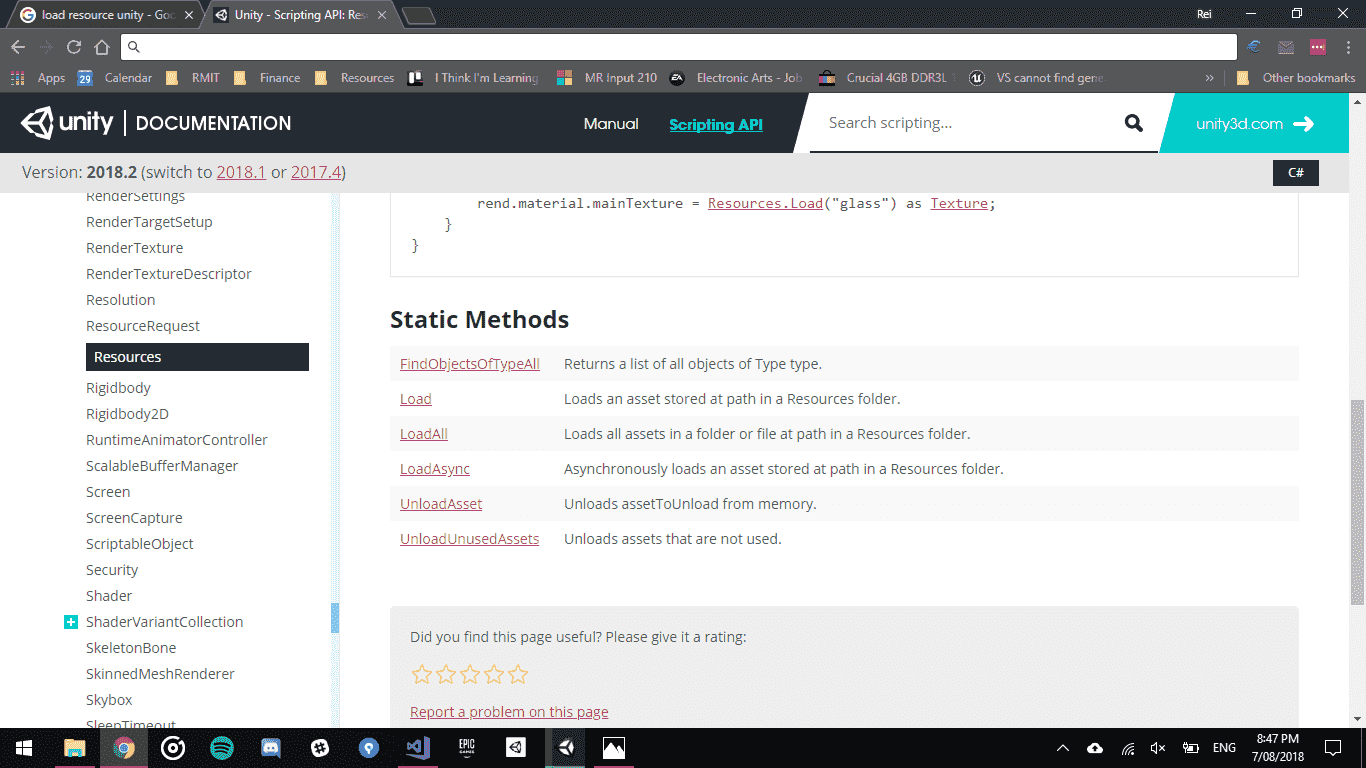 load resource unity - Goo
Unity - Scripting API: Res
Rei
Apps
29
Calendar
RMIT
Finance
Resources
I Think I'm Learning
MR Input 210
Electronic Arts - Job
Crucial 4GB DDR3L 1
VS cannot find gene
»
Other bookmarks
unity | DOCUMENTATION
Manual
Scripting API
Search scripting...
unity3d.com
Version: 2018.2 (switch to 2018.1 or 2017.4)
C#
RenderSettings
RenderTargetSetup
RenderTexture
RenderTextureDescriptor
Resolution
ResourceRequest
Resources
Rigidbody
Rigidbody2D
RuntimeAnimatorController
ScalableBufferManager
Screen
ScreenCapture
ScriptableObject
Security
Shader
ShaderVariantCollection
SkeletonBone
SkinnedMeshRenderer
Skybox
SleepTimeout
rend.material.mainTexture = Resources.Load("glass") as Texture;
}
}
Static Methods
FindObjectsOfTypeAll Returns a list of all objects of Type type.
Load Loads an asset stored at path in a Resources folder.
LoadAll Loads all assets in a folder or file at path in a Resources folder.
LoadAsync Asynchronously loads an asset stored at path in a Resources folder.
UnloadAsset Unloads assetToUnload from memory.
UnloadUnusedAssets Unloads assets that are not used.
Did you find this page useful? Please give it a rating:
Report a problem on this page
EPIC
GAMES
ENG
8:47 PM
7/08/2018